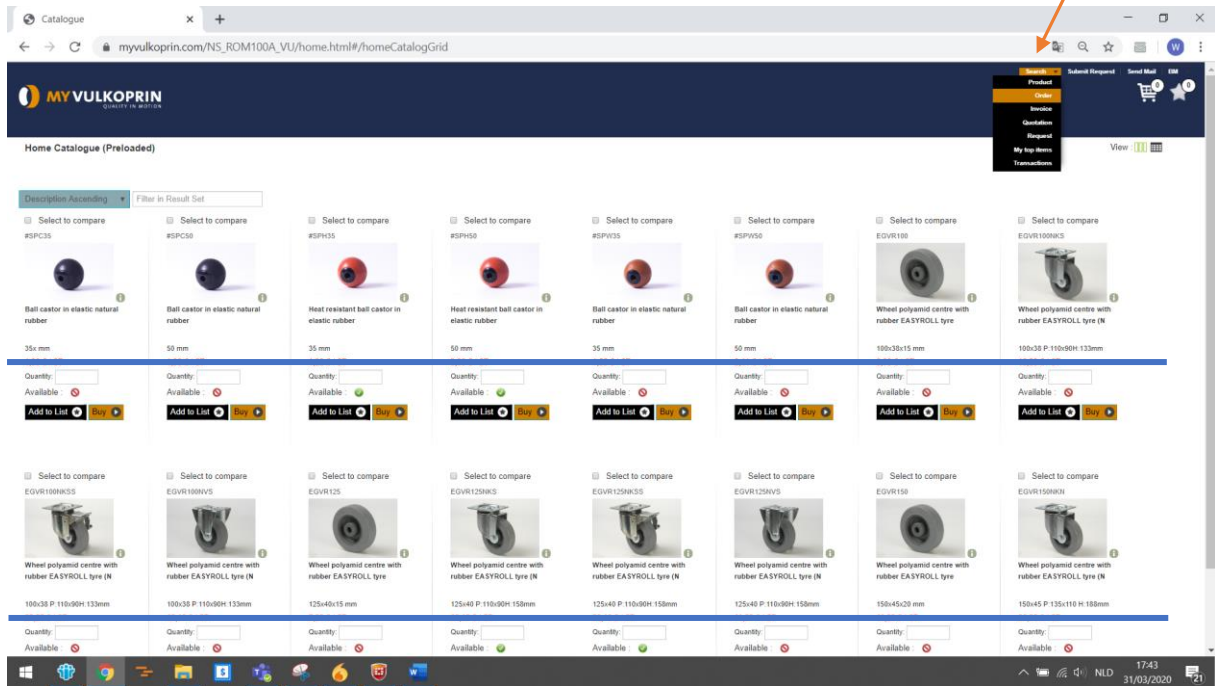 Catalogue
myvulkoprin.com/NS_ROM100A_VU/home.html#/homeCatalogGrid
W
Search Submit Request Send Mail EIM
Product
Order
Invoice
Quotation
Request
My top items
Transactions
0 0
MYVULKOPRIN
QUALITY IN MOTION
Home Catalogue (Preloaded)
View :
Description Ascending Filter in Result Set
Select to compare Select to compare Select to compare Select to compare Select to compare Select to compare Select to compare Select to compare
#SPC35 #SPC50 #SPH35 #SPH50 #SPW35 #SPW50 EGVR100 EGVR100NKS
Ball castor in elastic natural Ball castor in elastic natural Heat resistant ball castor in Heat resistant ball castor in Ball castor in elastic natural Ball castor in elastic natural Wheel polyamid centre with Wheel polyamid centre with
rubber rubber elastic rubber elastic rubber rubber rubber rubber EASYROLL tyre rubber EASYROLL tyre (N
35x mm 50 mm 35 mm 50 mm 35 mm 50 mm 100x38x15 mm 100x38 P:110x90H:133mm
Quantity: Quantity: Quantity: Quantity: Quantity: Quantity: Quantity: Quantity:
Available : Available : Available : Available : Available : Available : Available : Available :
Add to List Buy Add to List Buy Add to List Buy Add to List Buy Add to List Buy Add to List Buy Add to List Buy Add to List Buy
Select to compare Select to compare Select to compare Select to compare Select to compare Select to compare Select to compare Select to compare
EGVR100NKSS EGVR100NVS EGVR125 EGVR125NKS EGVR125NKSS EGVR125NVS EGVR150 EGVR150NKN
Wheel polyamid centre with Wheel polyamid centre with Wheel polyamid centre with Wheel polyamid centre with Wheel polyamid centre with Wheel polyamid centre with Wheel polyamid centre with Wheel polyamid centre with
rubber EASYROLL tyre (N rubber EASYROLL tyre (N rubber EASYROLL tyre rubber EASYROLL tyre (N rubber EASYROLL tyre (N rubber EASYROLL tyre (N rubber EASYROLL tyre rubber EASYROLL tyre (N
100x38 P:110x90H:133mm 100x38 P:110x90H:133mm 125x40x15 mm 125x40 P:110x90H:158mm 125x40 P:110x90H:158mm 125x40 P:110x90H:158mm 150x45x20 mm 150x45 P:135x110 H:188mm
Quantity: Quantity: Quantity: Quantity: Quantity: Quantity: Quantity: Quantity:
Available : Available : Available : Available : Available : Available : Available : Available :
NLD
17:43
31/03/2020
21